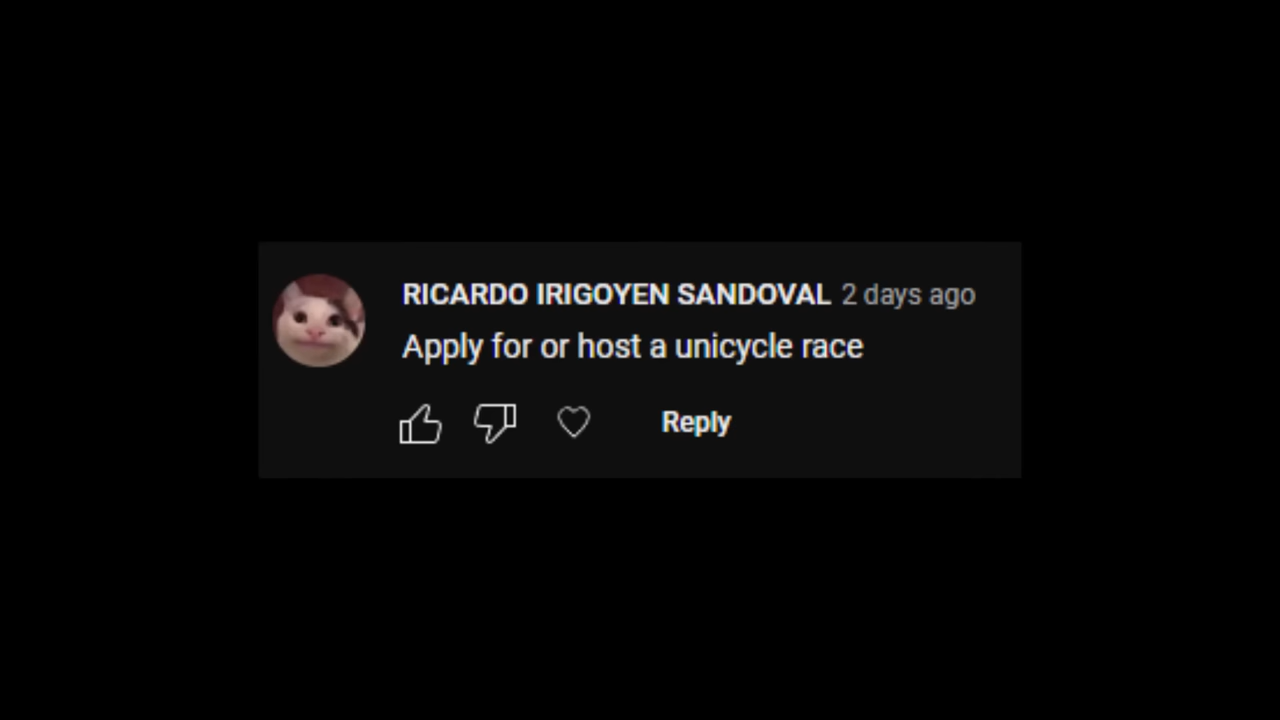 RICARDO IRIGOYEN SANDOVAL 2 days ago
Apply for or host a unicycle race
Reply